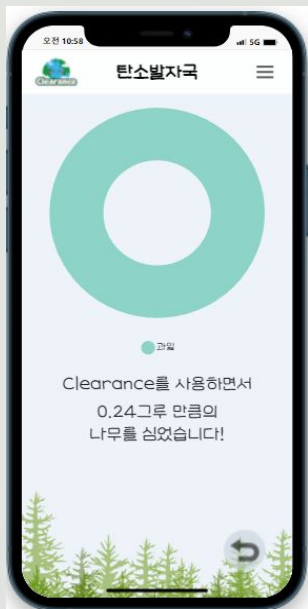 오전 10:58
5G
Clearance
탄소발자국
과일
Clearance를 사용하면서
0.24그루 만큼의
나무를 심었습니다!